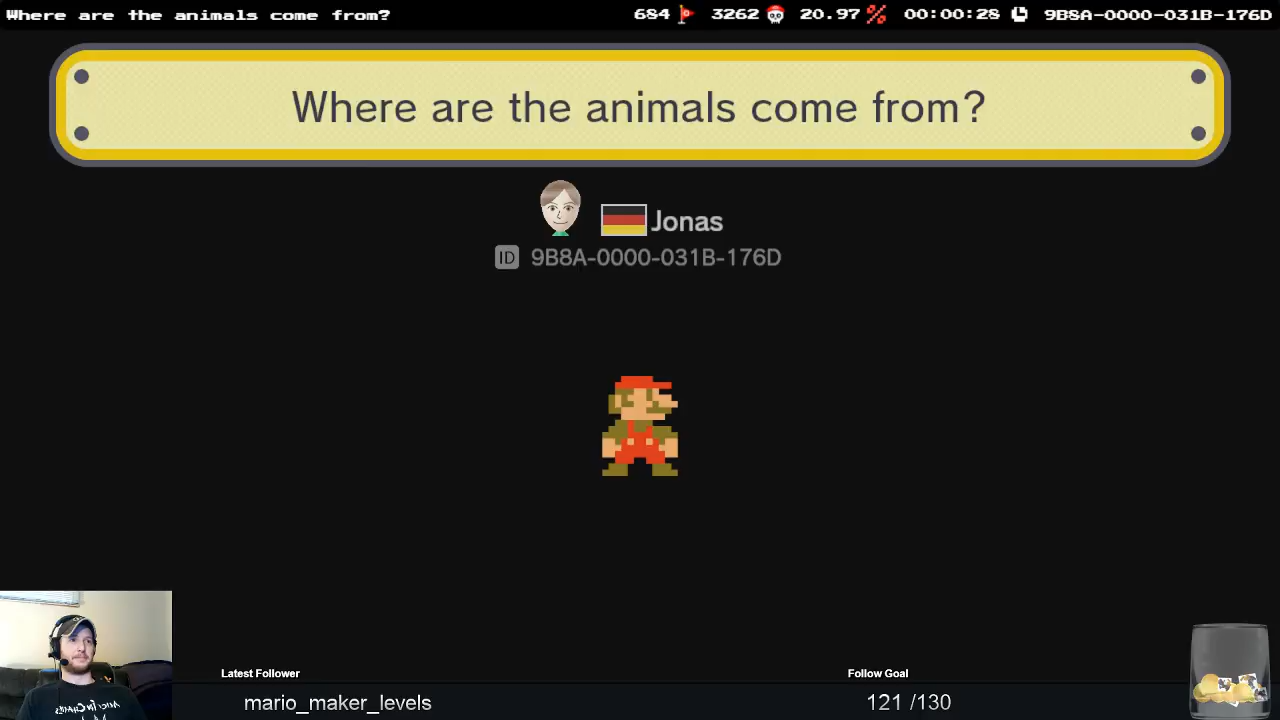 Where are the animals come from? 684 3262 20.97 00:00:28 9B8A-0000-031B-176D
Where are the animals come from?
Jonas
ID 9B8A-0000-031B-176D
Latest Follower
mario_maker_levels
Follow Goal
121 /130